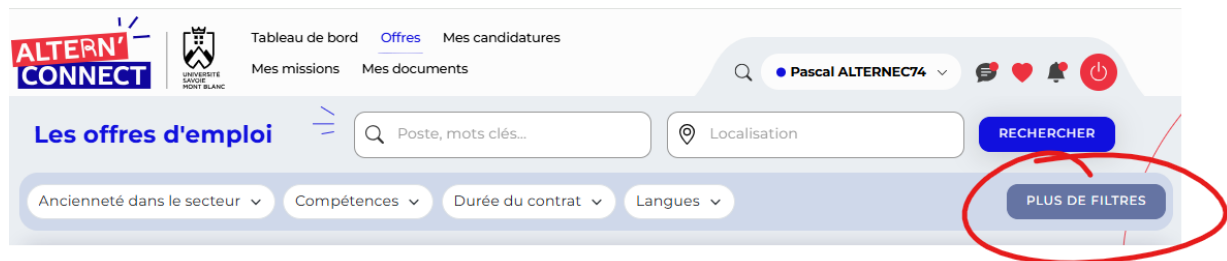 ALTERN'
CONNECT
UNIVERSITÉ
SAVOIE
MONT BLANC
Tableau de bord Offres Mes candidatures
Mes missions Mes documents
Pascal ALTERNEC74
Les offres d'emploi
Poste, mots clés...
Localisation
RECHERCHER
Ancienneté dans le secteur
Compétences
Durée du contrat
Langues
PLUS DE FILTRES